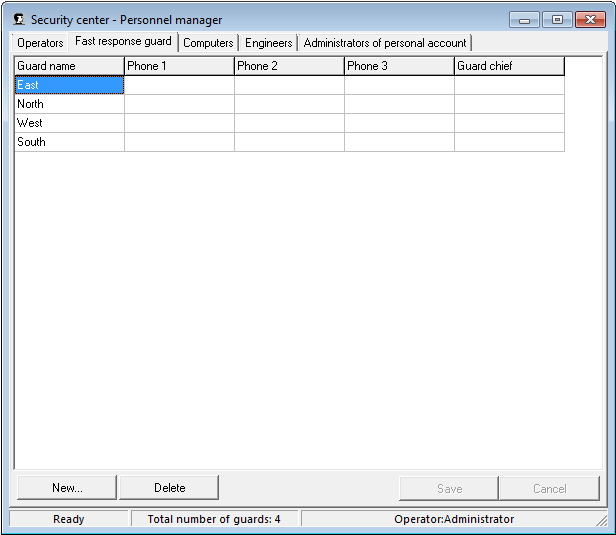 Security center - Personnel manager
Operators Fast response guard Computers Engineers Administrators of personal account
Guard name Phone 1 Phone 2 Phone 3 Guard chief
East
North
West
South
New... Delete Save Cancel
Ready Total number of guards: 4 Operator:Administrator